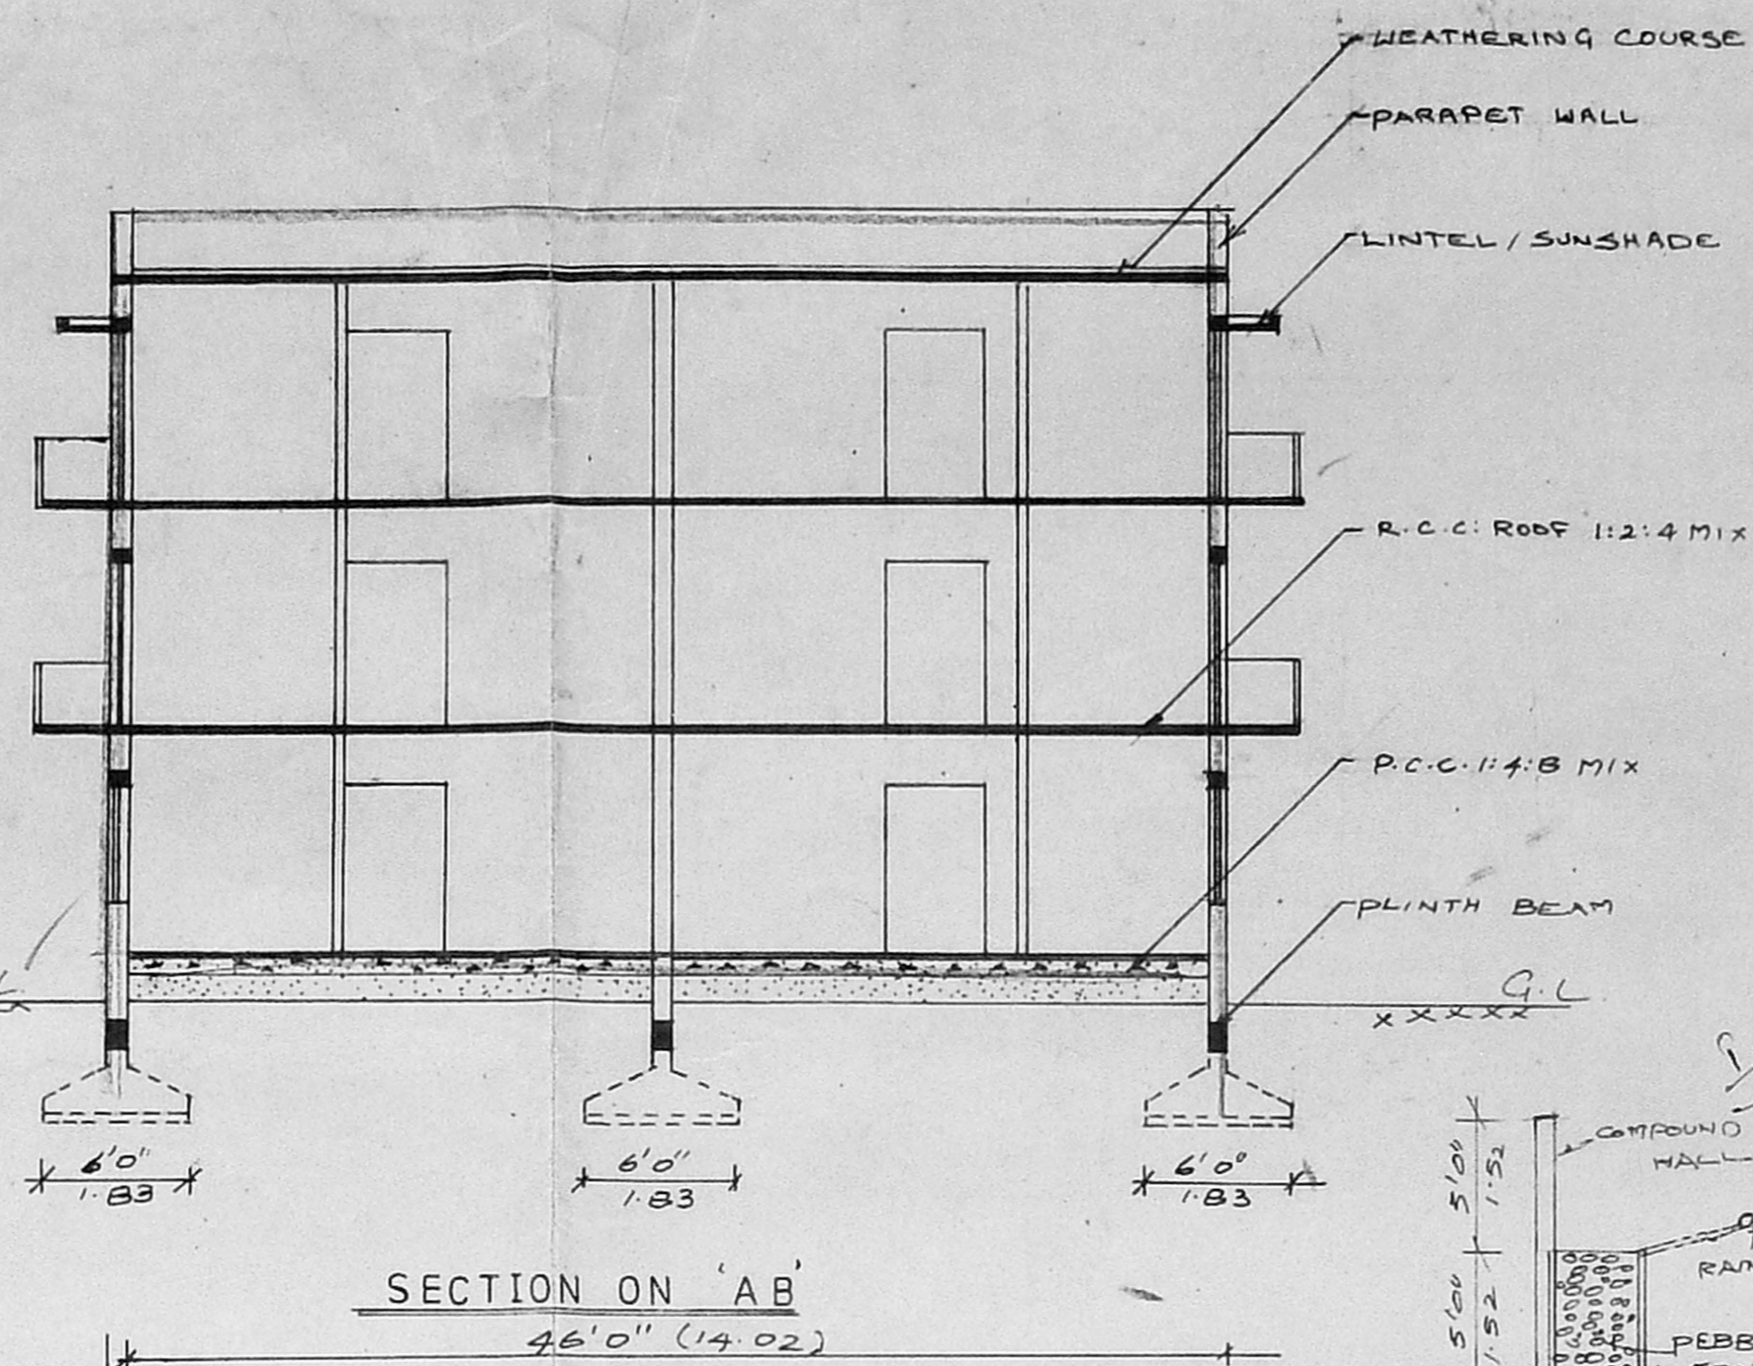 WEATHERING COURSE
PARAPET WALL
LINTEL / SUNSHADE
R.C.C. ROOF 1:2:4 MIX
P.C.C. 1:4:8 MIX
PLINTH BEAM
G.L
6'0" 6'0" 6'0"
1.83 1.83 1.83
SECTION ON 'AB'
46'0" (14.02)
COMPOUND
WALL
5'0"
1.52
5'0"
1.52